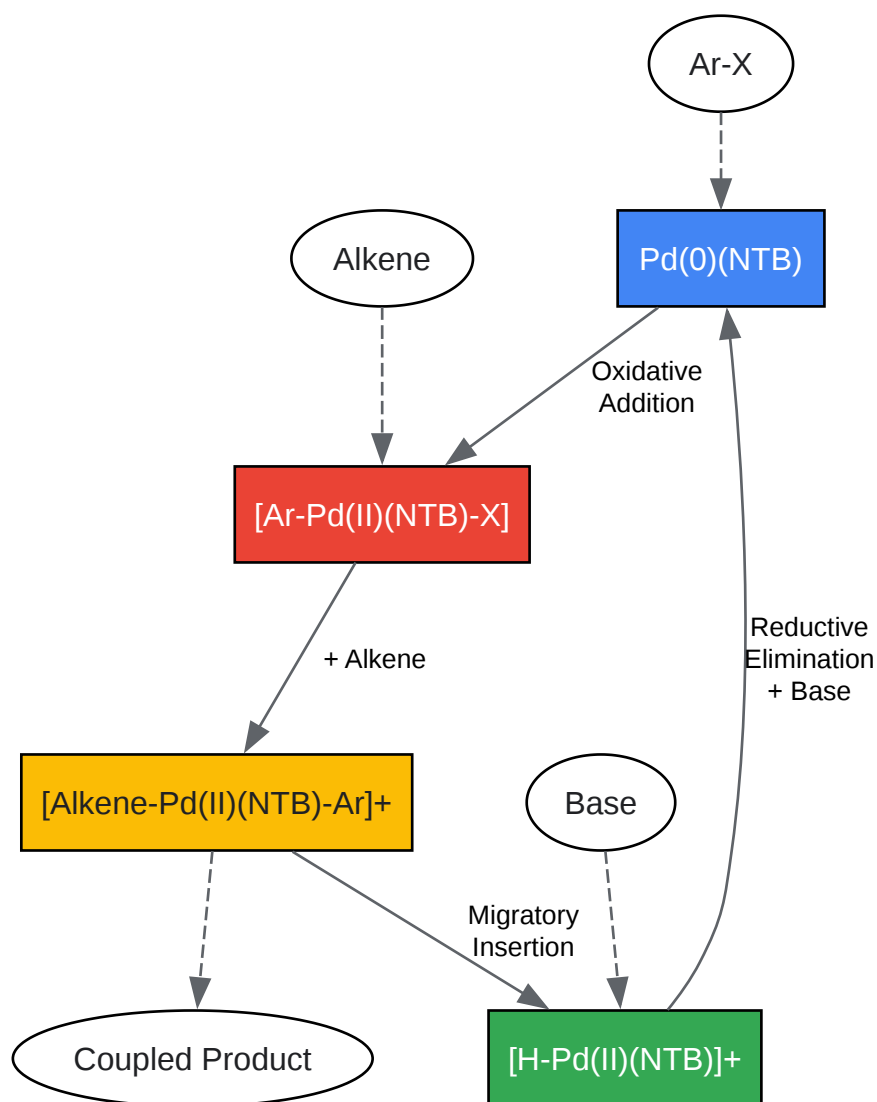 Ar-X
Alkene
Pd(0)(NTB)
Oxidative
Addition
[Ar-Pd(II)(NTB)-X]
+ Alkene
Reductive
Elimination
+ Base
[Alkene-Pd(II)(NTB)-Ar]+
Base
Migratory
Insertion
Coupled Product
[H-Pd(II)(NTB)]+